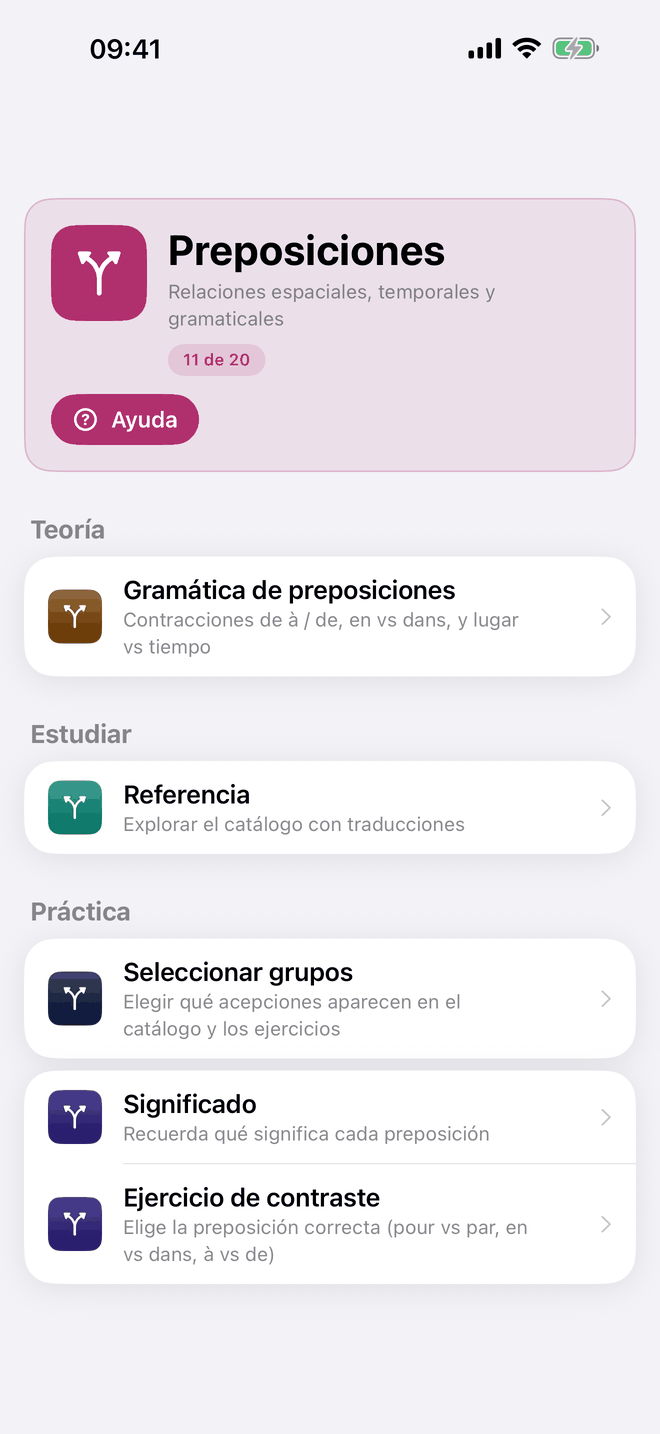 09:41
Preposiciones
Relaciones espaciales, temporales y
gramaticales
11 de 20
Ayuda
Teoría
Gramática de preposiciones
Contracciones de à / de, en vs dans, y lugar
vs tiempo
Estudiar
Referencia
Explorar el catálogo con traducciones
Práctica
Seleccionar grupos
Elegir qué acepciones aparecen en el
catálogo y los ejercicios
Significado
Recuerda qué significa cada preposición
Ejercicio de contraste
Elige la preposición correcta (pour vs par, en
vs dans, à vs de)